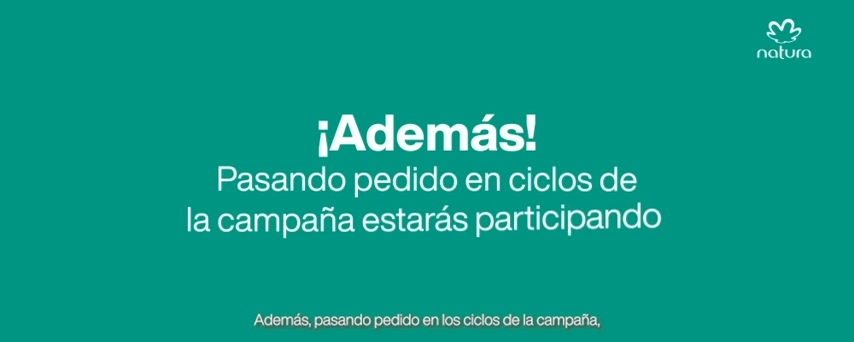 natura
¡Además!
Pasando pedido en ciclos de
la campaña estarás participando
Además, pasando pedido en los ciclos de la campaña,